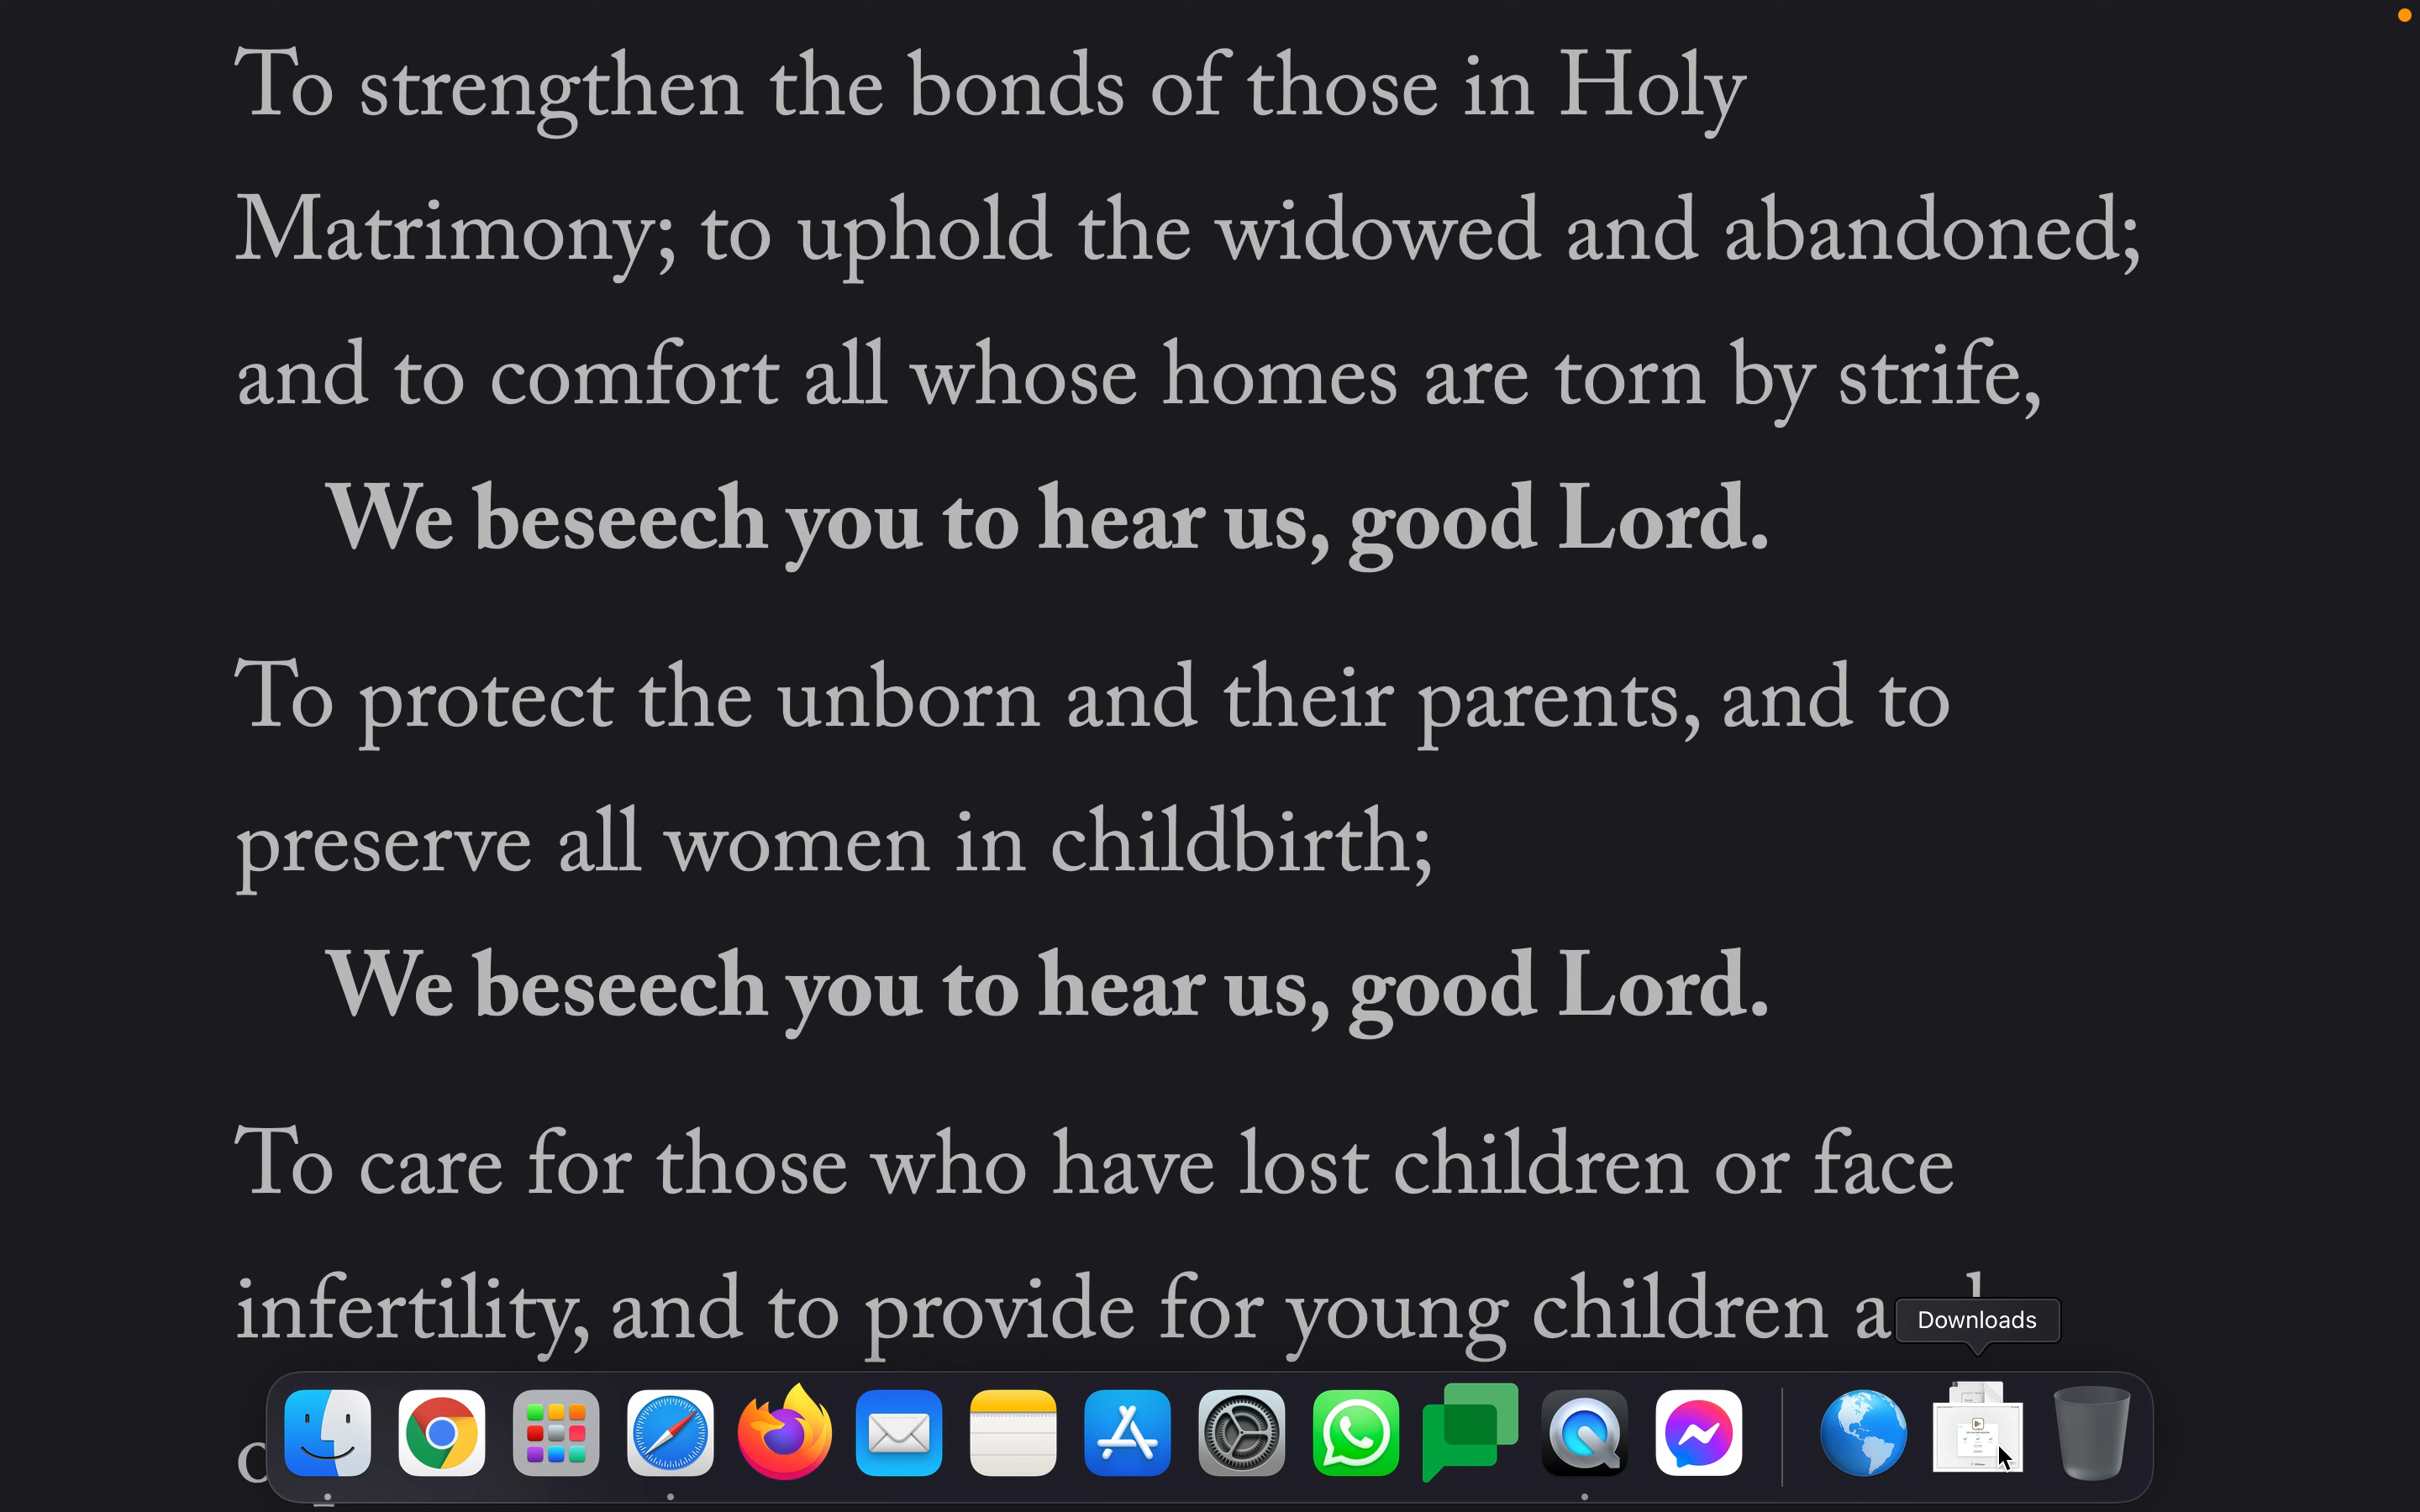 To strengthen the bonds of those in Holy
Matrimony; to uphold the widowed and abandoned;
and to comfort all whose homes are torn by strife,
We beseech you to hear us, good Lord.
To protect the unborn and their parents, and to
preserve all women in childbirth;
We beseech you to hear us, good Lord.
To care for those who have lost children or face
infertility, and to provide for young children
Downloads